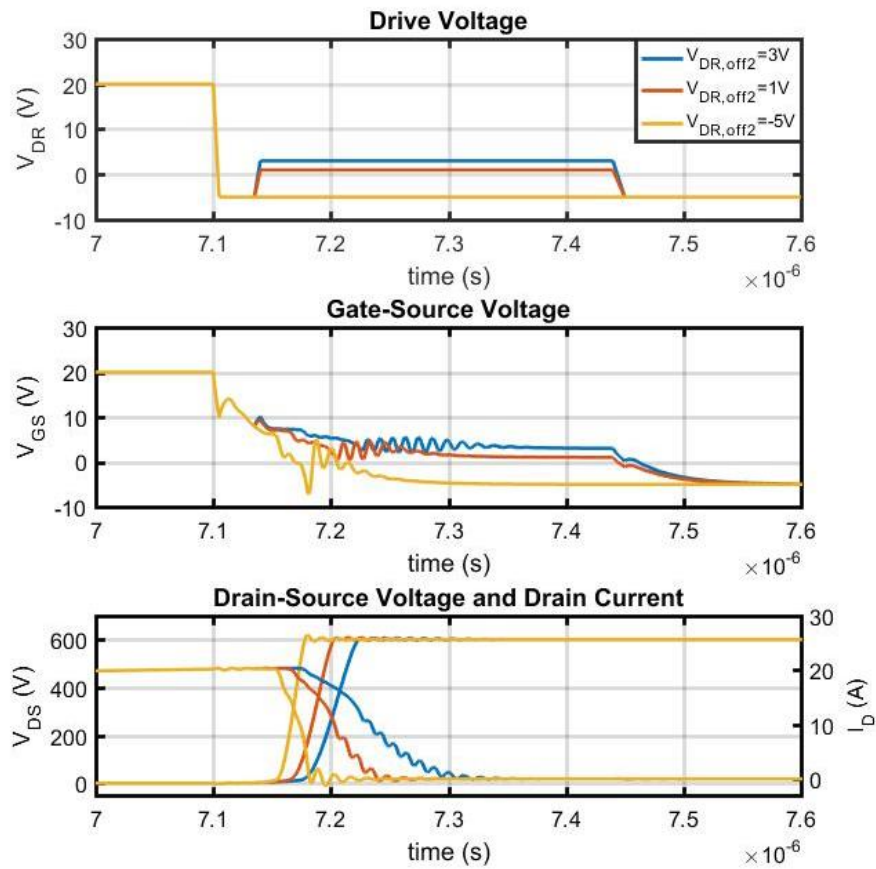 Drive Voltage
30
20
10
0
-10
V_DR (V)
V_DR,off2=3V
V_DR,off2=1V
V_DR,off2=-5V
7 7.1 7.2 7.3 7.4 7.5 7.6
time (s)
×10^-6
Gate-Source Voltage
30
20
10
0
-10
V_GS (V)
7 7.1 7.2 7.3 7.4 7.5 7.6
time (s)
×10^-6
Drain-Source Voltage and Drain Current
600
400
200
0
V_DS (V)
30
20
10
0
I_D (A)
7 7.1 7.2 7.3 7.4 7.5 7.6
time (s)
×10^-6